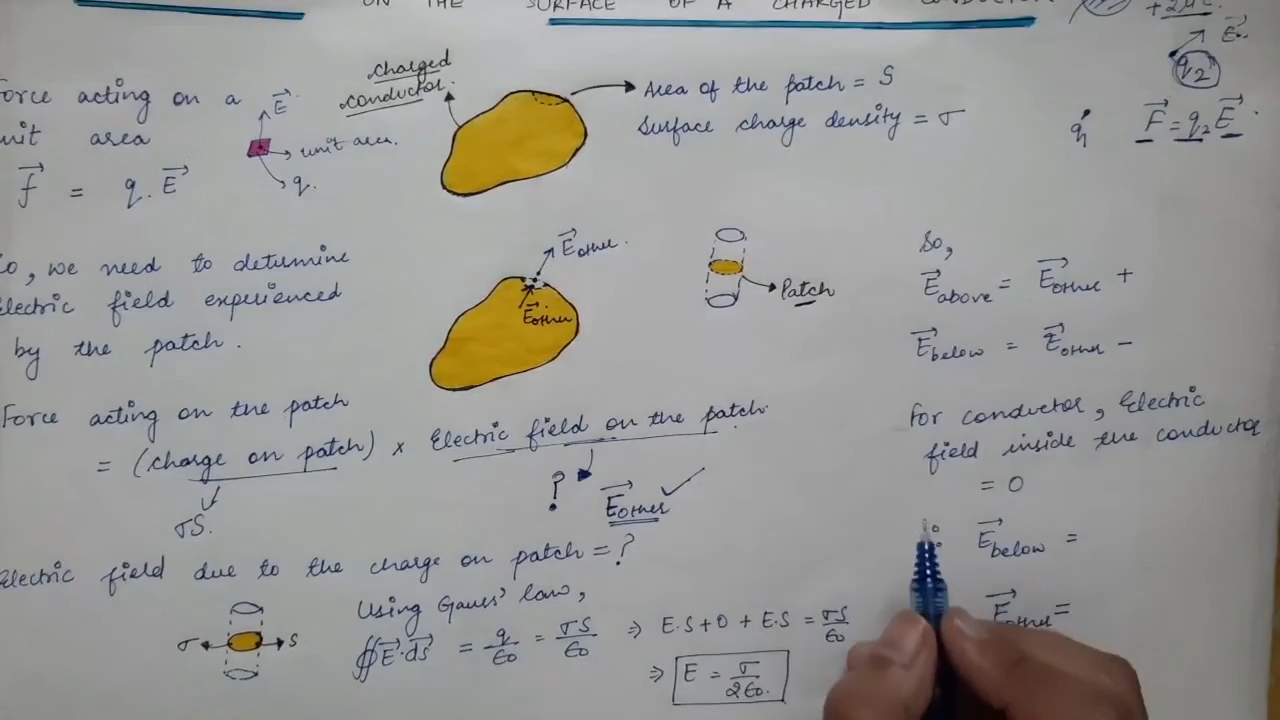 ON THE SURFACE OF A CHARGED
+2μC.
E.
q2
Force acting on a
unit area
E.
unit area.
q.
f = q. E
charged
conductor.
Area of the patch = S
Surface charge density = σ
q1 F = q2 E.
So, we need to determine
Electric field experienced
by the patch.
Eother.
Eother
Patch
So,
Eabove = Eother +
Ebelow = Eother −
Force acting on the patch
= (charge on patch) × Electric field on the patch.
σS.
?
Eother ✓
For conductor, Electric
field inside the conductor
= 0
∴ Ebelow =
Eother =
Electric field due to the charge on patch = ?
σ
S
Using Gauss' law,
∯E.ds = q/ε0 = σS/ε0 ⇒ E.S + 0 + E.S = σS/ε0
⇒ E = σ/2ε0.